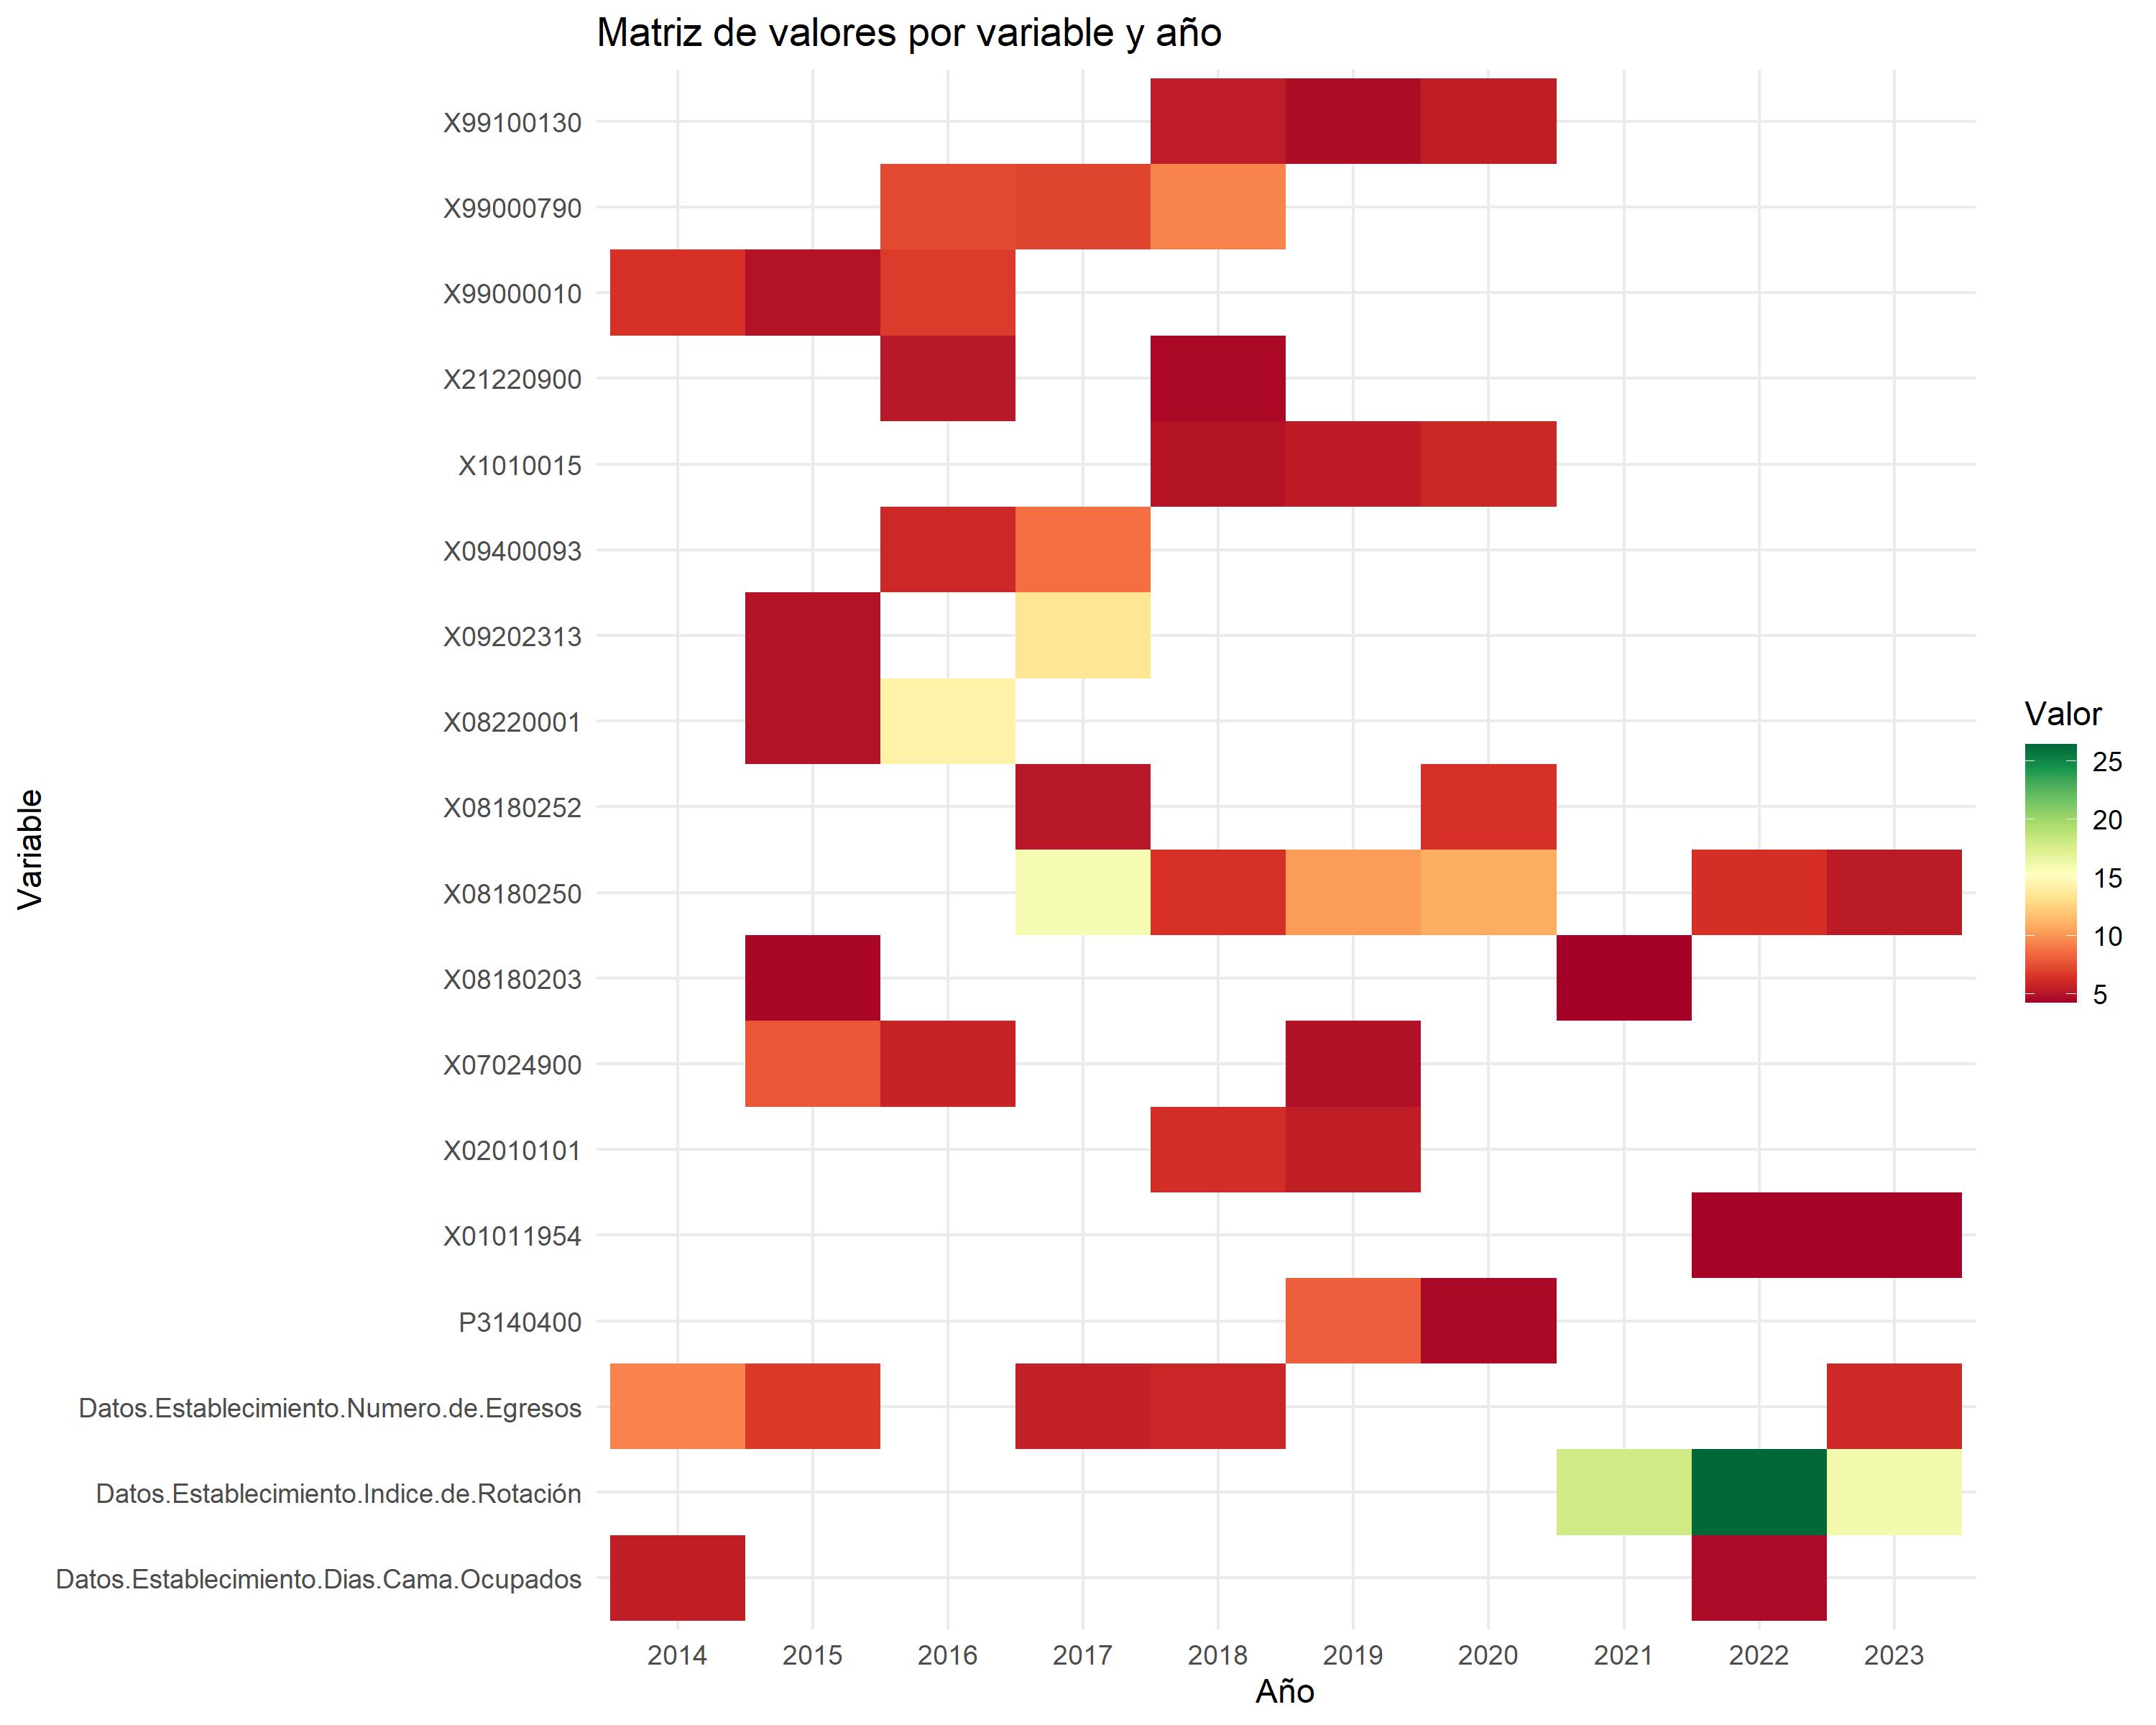 Matriz de valores por variable y año
Variable
X99100130
X99000790
X99000010
X21220900
X1010015
X09400093
X09202313
X08220001
X08180252
X08180250
X08180203
X07024900
X02010101
X01011954
P3140400
Datos.Establecimiento.Numero.de.Egresos
Datos.Establecimiento.Indice.de.Rotación
Datos.Establecimiento.Dias.Cama.Ocupados
2014 2015 2016 2017 2018 2019 2020 2021 2022 2023
Año
Valor
25
20
15
10
5